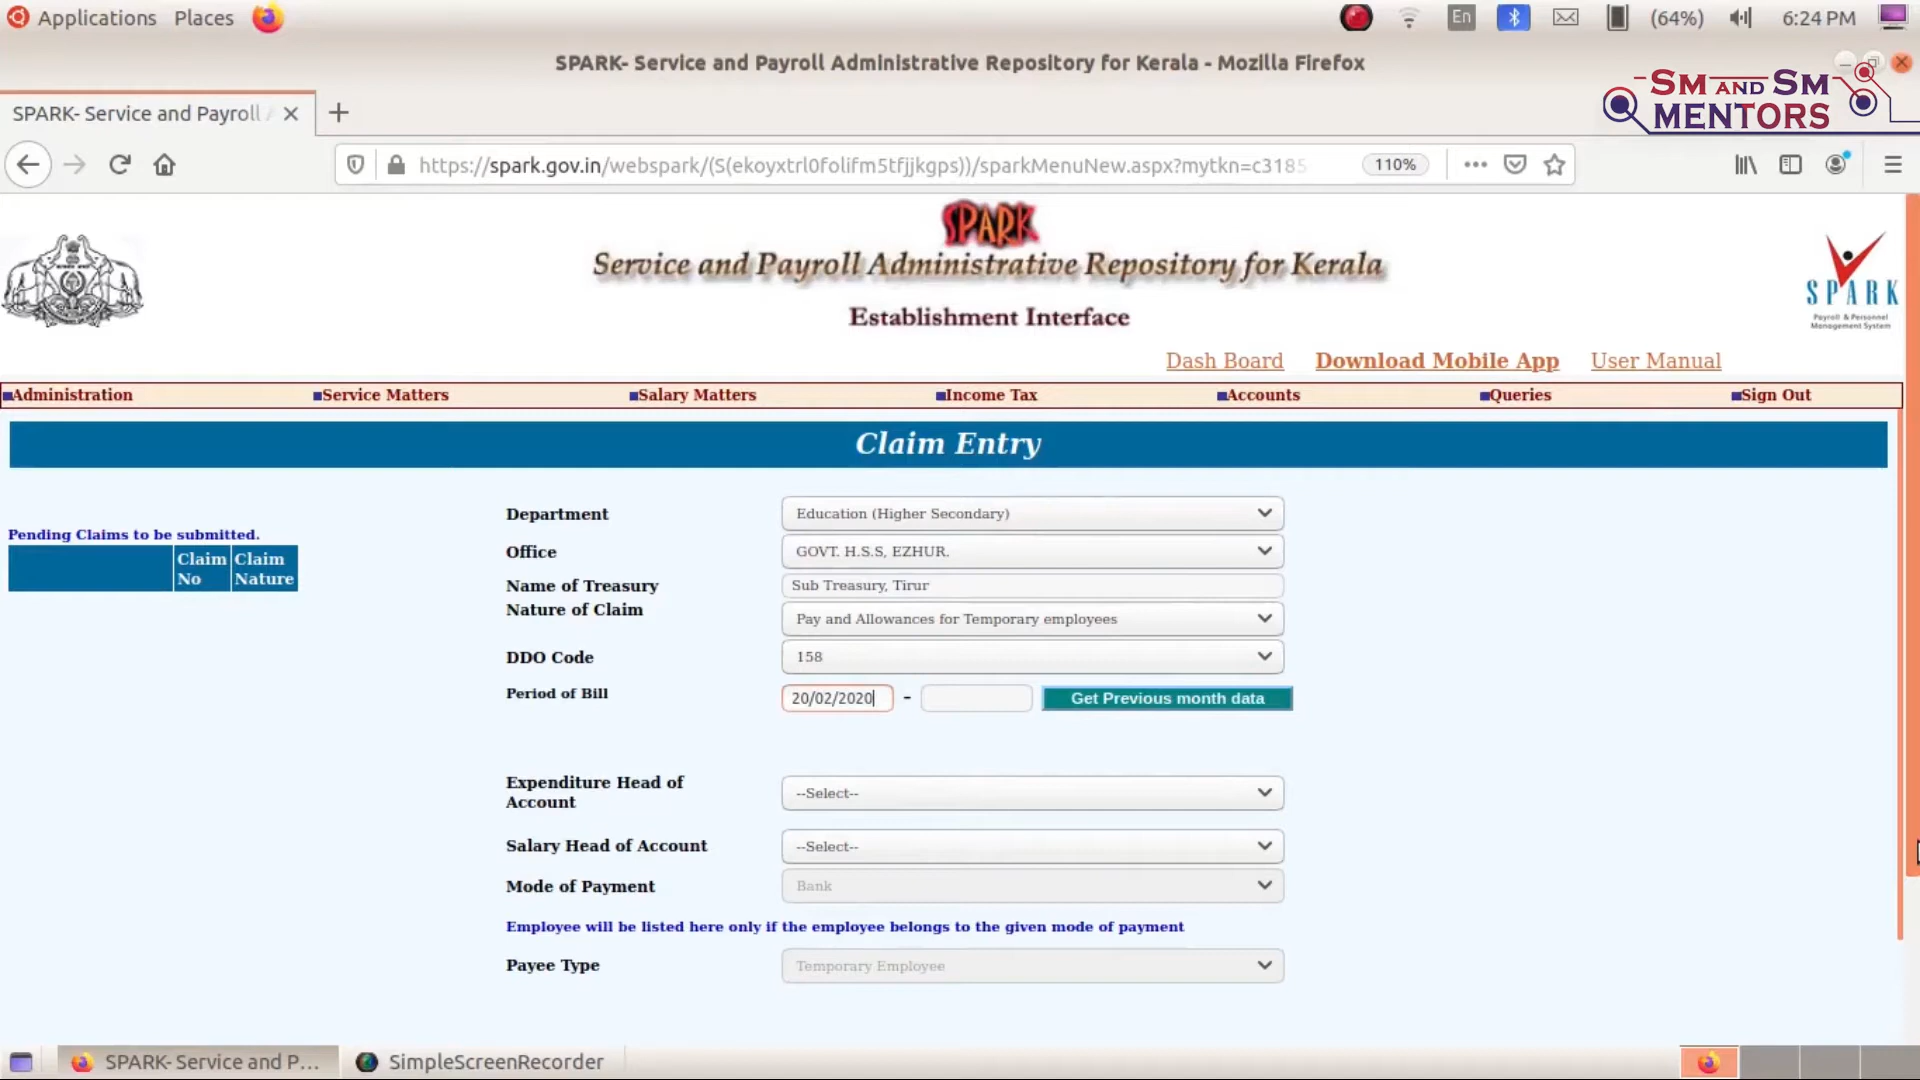 Applications Places En (64%) 6:24 PM
SPARK- Service and Payroll Administrative Repository for Kerala - Mozilla Firefox
SM AND SM
MENTORS
SPARK- Service and Payroll A
https://spark.gov.in/webspark/(S(ekoyxtrl0folifm5tfjjkgps))/sparkMenuNew.aspx?mytkn=c3185 110%
SPARK
Service and Payroll Administrative Repository for Kerala
Establishment Interface
SPARK
Payroll & Personnel
Management System
Dash Board Download Mobile App User Manual
Administration Service Matters Salary Matters Income Tax Accounts Queries Sign Out
Claim Entry
Pending Claims to be submitted.
Claim No Claim Nature
Department Education (Higher Secondary)
Office GOVT. H.S.S, EZHUR.
Name of Treasury Sub Treasury, Tirur
Nature of Claim Pay and Allowances for Temporary employees
DDO Code 158
Period of Bill 20/02/2020 - Get Previous month data
Expenditure Head of
Account --Select--
Salary Head of Account --Select--
Mode of Payment Bank
Employee will be listed here only if the employee belongs to the given mode of payment
Payee Type Temporary Employee
SPARK- Service and P... SimpleScreenRecorder